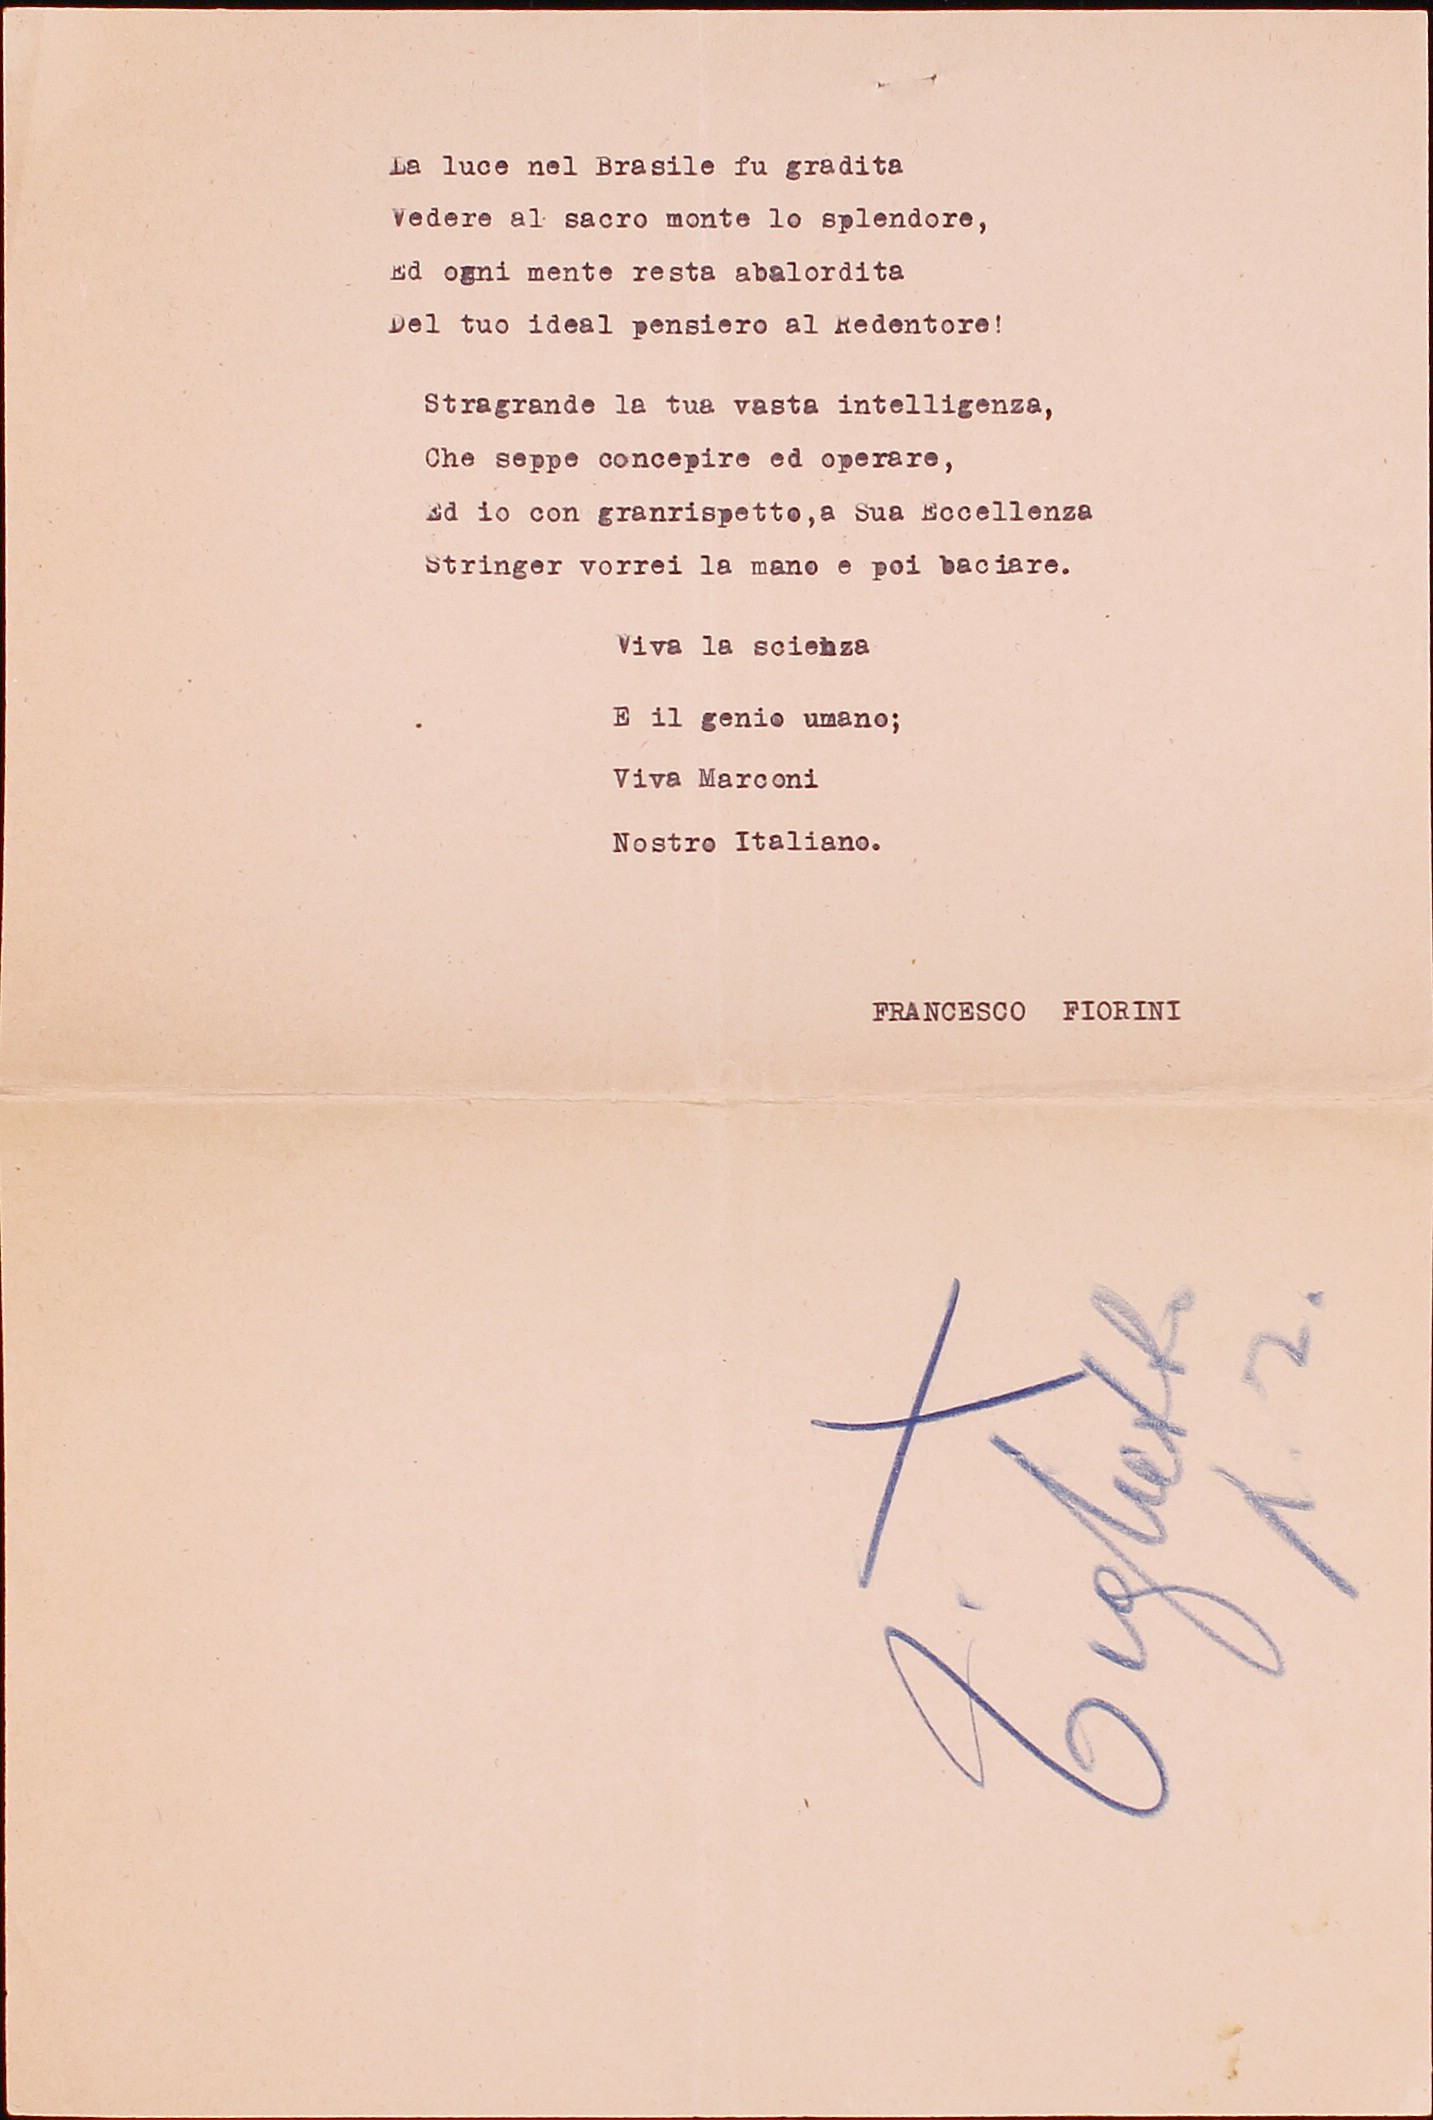 La luce nel Brasile fu gradita
Vedere al sacro monte lo splendore,
Ed ogni mente resta abalordita
Del tuo ideal pensiero al Redentore!
Stragrande la tua vasta intelligenza,
Che seppe concepire ed operare,
Ed io con granrispetto,a Sua Eccellenza
Stringer vorrei la mano e poi baciare.
Viva la scienza
E il genio umano;
Viva Marconi
Nostro Italiano.
FRANCESCO FIORINI